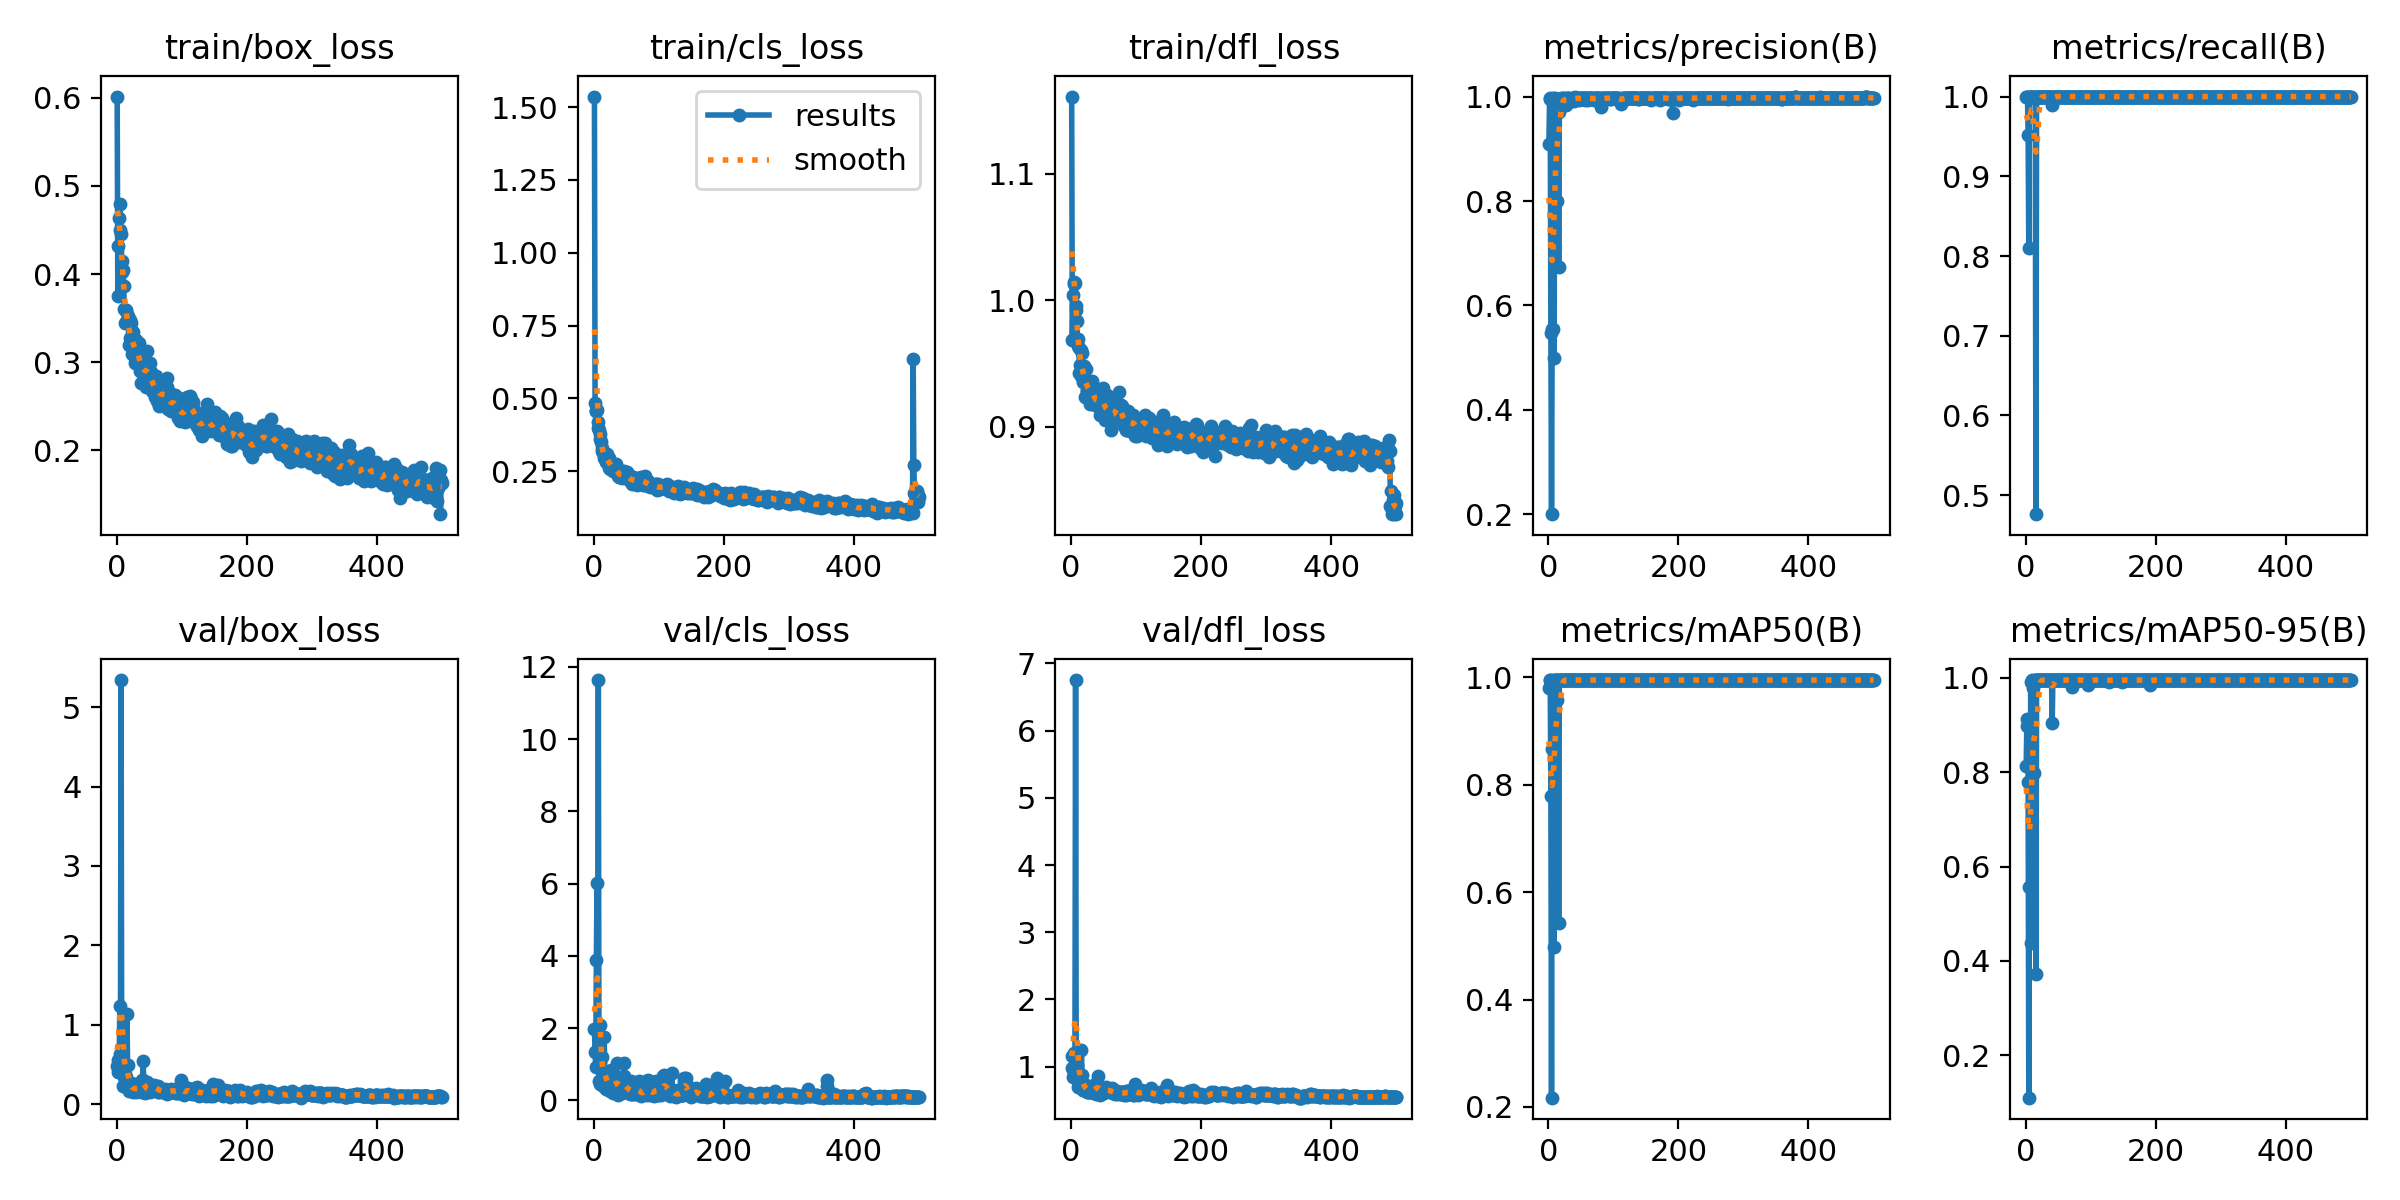 train/box_loss
0.6
0.5
0.4
0.3
0.2
0 200 400
train/cls_loss
1.50
1.25
1.00
0.75
0.50
0.25
0 200 400
results
smooth
train/dfl_loss
1.1
1.0
0.9
0 200 400
metrics/precision(B)
1.0
0.8
0.6
0.4
0.2
0 200 400
metrics/recall(B)
1.0
0.9
0.8
0.7
0.6
0.5
0 200 400
val/box_loss
5
4
3
2
1
0
0 200 400
val/cls_loss
12
10
8
6
4
2
0
0 200 400
val/dfl_loss
7
6
5
4
3
2
1
0 200 400
metrics/mAP50(B)
1.0
0.8
0.6
0.4
0.2
0 200 400
metrics/mAP50-95(B)
1.0
0.8
0.6
0.4
0.2
0 200 400